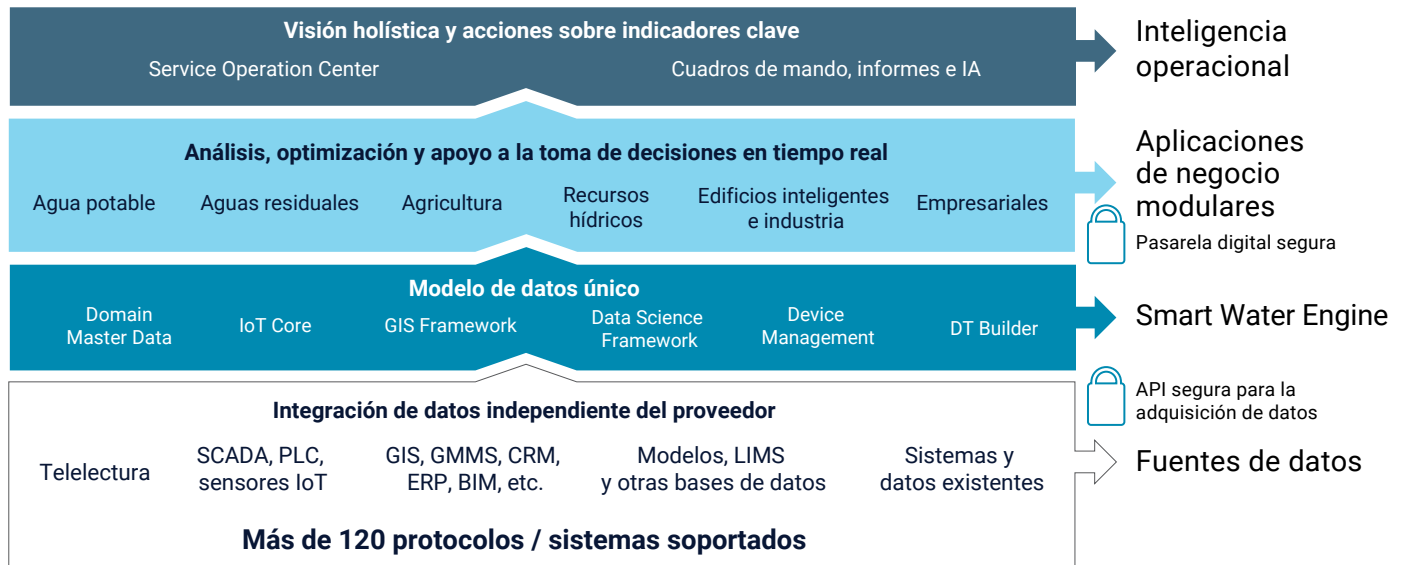 Visión holística y acciones sobre indicadores clave
Service Operation Center
Cuadros de mando, informes e IA
Inteligencia
operacional
Análisis, optimización y apoyo a la toma de decisiones en tiempo real
Agua potable
Aguas residuales
Agricultura
Recursos
hídricos
Edificios inteligentes
e industria
Empresariales
Aplicaciones
de negocio
modulares
Pasarela digital segura
Modelo de datos único
Domain
Master Data
IoT Core
GIS Framework
Data Science
Framework
Device
Management
DT Builder
Smart Water Engine
API segura para la
adquisición de datos
Integración de datos independiente del proveedor
Telelectura
SCADA, PLC,
sensores IoT
GIS, GMMS, CRM,
ERP, BIM, etc.
Modelos, LIMS
y otras bases de datos
Sistemas y
datos existentes
Fuentes de datos
Más de 120 protocolos / sistemas soportados